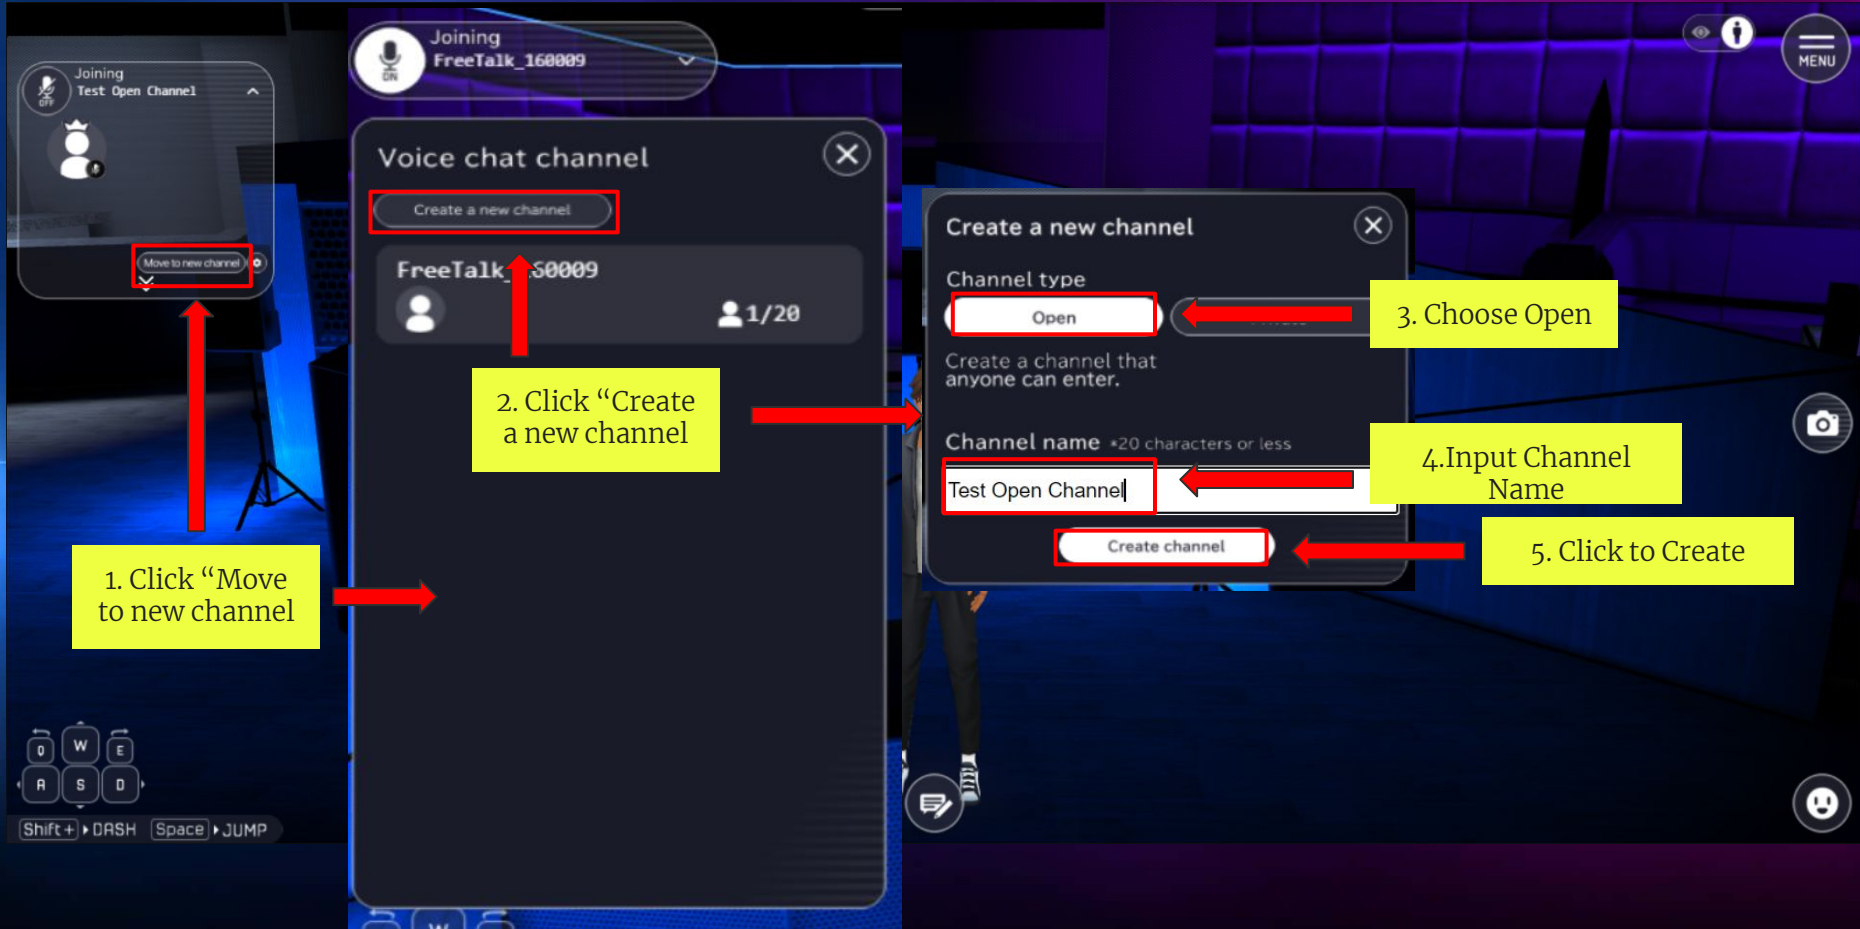 Joining
Test Open Channel
OFF
Move to new channel
1. Click “Move
to new channel
Q
W
E
A
S
D
Shift + DASH Space JUMP
Joining
FreeTalk_160009
ON
Voice chat channel
Create a new channel
FreeTalk_160009
1/20
2. Click “Create
a new channel
W
MENU
Create a new channel
Channel type
Open
3. Choose Open
Create a channel that
anyone can enter.
Channel name *20 characters or less
4.Input Channel
Name
Test Open Channel
Create channel
5. Click to Create